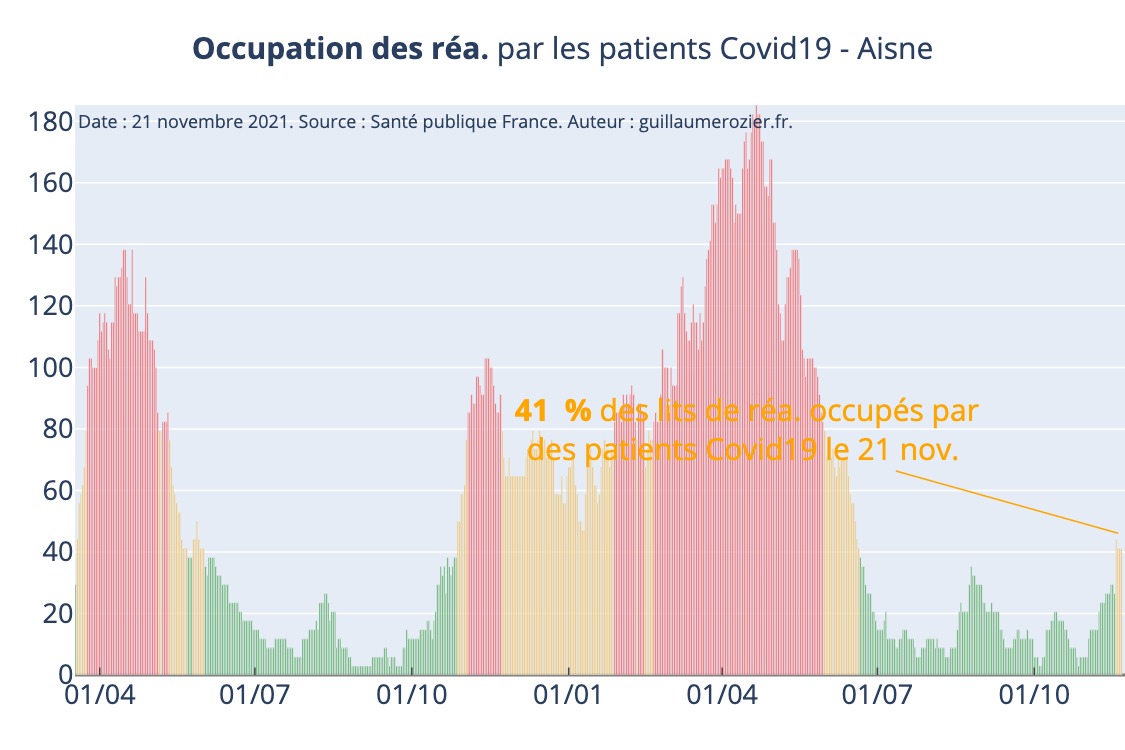 Occupation des réa. par les patients Covid19 - Aisne
180
Date : 21 novembre 2021. Source : Santé publique France. Auteur : guillaumerozier.fr.
160
140
120
100
41 % des lits de réa. occupés par
80
des patients Covid19 le 21 nov.
60
40
20
0
01/04 01/07 01/10 01/01 01/04 01/07 01/10